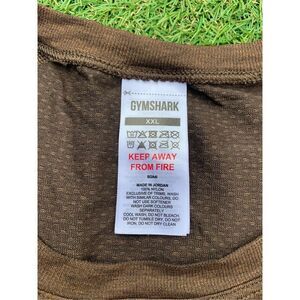 GYMSHARK
XXL
KEEP AWAY
FROM FIRE
MADE IN JORDAN
100% NYLON
EXCLUSIVE OF TRIMS, WASH
WITH SIMILAR COLOURS, DO
NOT USE SOFTENER
WASH DARK COLOURS
SEPARATELY
COOL WASH, DO NOT BLEACH,
DO NOT TUMBLE DRY, DO NOT
IRON, DO NOT DRY CLEAN